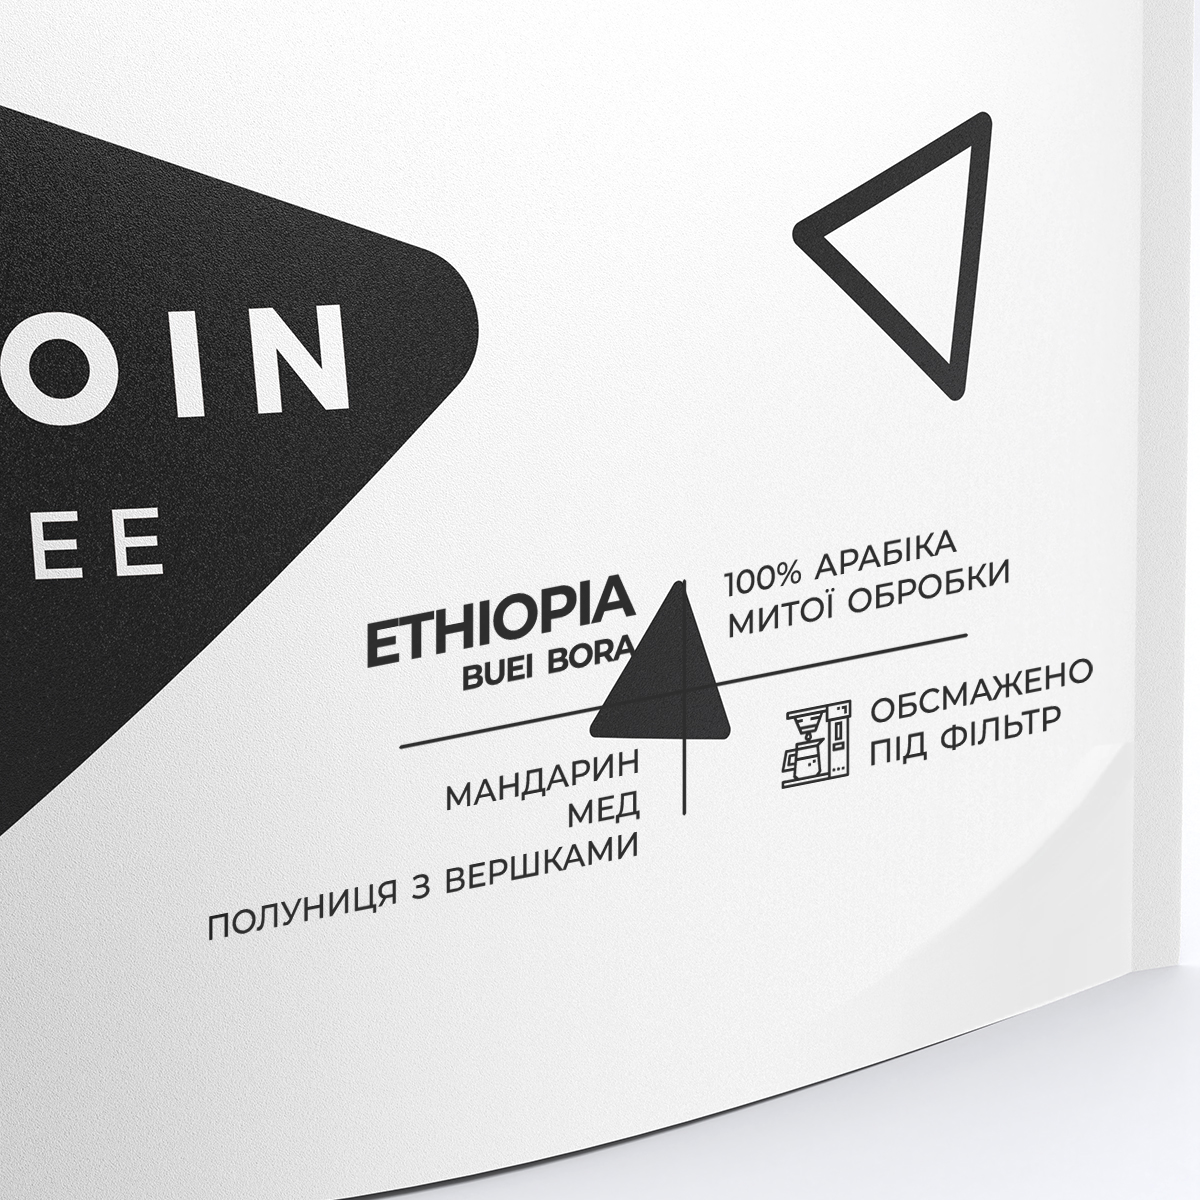 OIN
EE
ETHIOPIA
BUEI BORA
100% АРАБІКА
МИТОЇ ОБРОБКИ
ОБСМАЖЕНО
ПІД ФІЛЬТР
МАНДАРИН
МЕД
ПОЛУНИЦЯ З ВЕРШКАМИ